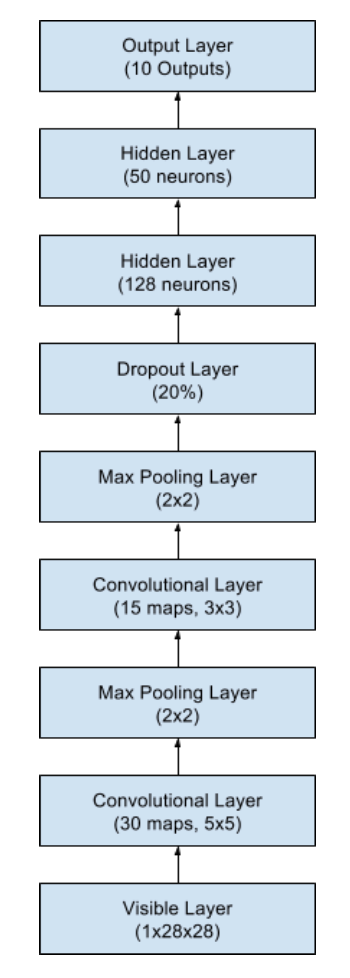 Output Layer
(10 Outputs)
Hidden Layer
(50 neurons)
Hidden Layer
(128 neurons)
Dropout Layer
(20%)
Max Pooling Layer
(2x2)
Convolutional Layer
(15 maps, 3x3)
Max Pooling Layer
(2x2)
Convolutional Layer
(30 maps, 5x5)
Visible Layer
(1x28x28)